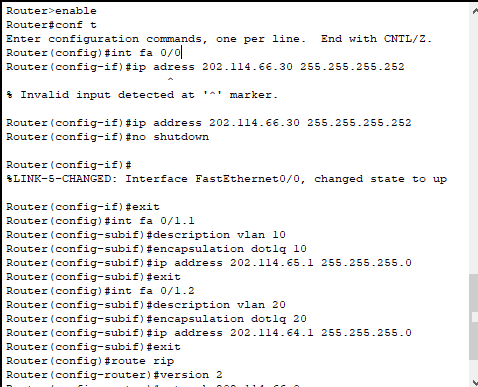 Router>enable
Router#conf t
Enter configuration commands, one per line.  End with CNTL/Z.
Router(config)#int fa 0/0
Router(config-if)#ip adress 202.114.66.30 255.255.255.252
^
% Invalid input detected at '^' marker.
Router(config-if)#ip address 202.114.66.30 255.255.255.252
Router(config-if)#no shutdown
Router(config-if)#
%LINK-5-CHANGED: Interface FastEthernet0/0, changed state to up
Router(config-if)#exit
Router(config)#int fa 0/1.1
Router(config-subif)#description vlan 10
Router(config-subif)#encapsulation dotlq 10
Router(config-subif)#ip address 202.114.65.1 255.255.255.0
Router(config-subif)#exit
Router(config)#int fa 0/1.2
Router(config-subif)#description vlan 20
Router(config-subif)#encapsulation dotlq 20
Router(config-subif)#ip address 202.114.64.1 255.255.255.0
Router(config-subif)#exit
Router(config)#route rip
Router(config-router)#version 2